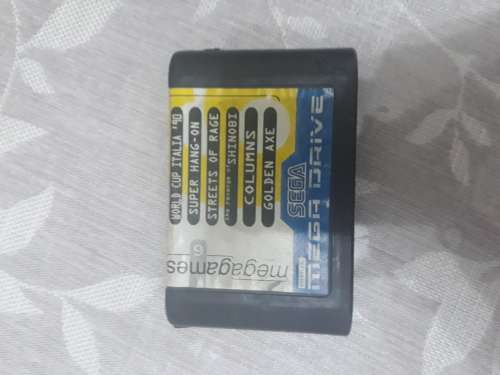 WORLD CUP ITALIA '90
SUPER HANG-ON
STREETS OF RAGE
the revenge of SHINOBI
COLUMNS
GOLDEN AXE
megagames
6
SEGA
MEGA DRIVE